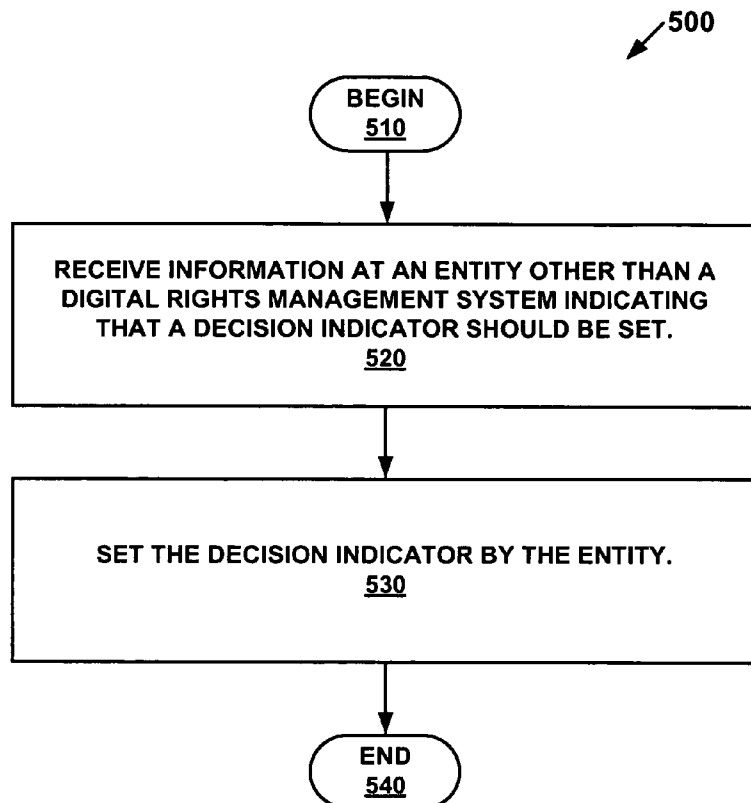 500
BEGIN
510
RECEIVE INFORMATION AT AN ENTITY OTHER THAN A
DIGITAL RIGHTS MANAGEMENT SYSTEM INDICATING
THAT A DECISION INDICATOR SHOULD BE SET.
520
SET THE DECISION INDICATOR BY THE ENTITY.
530
END
540